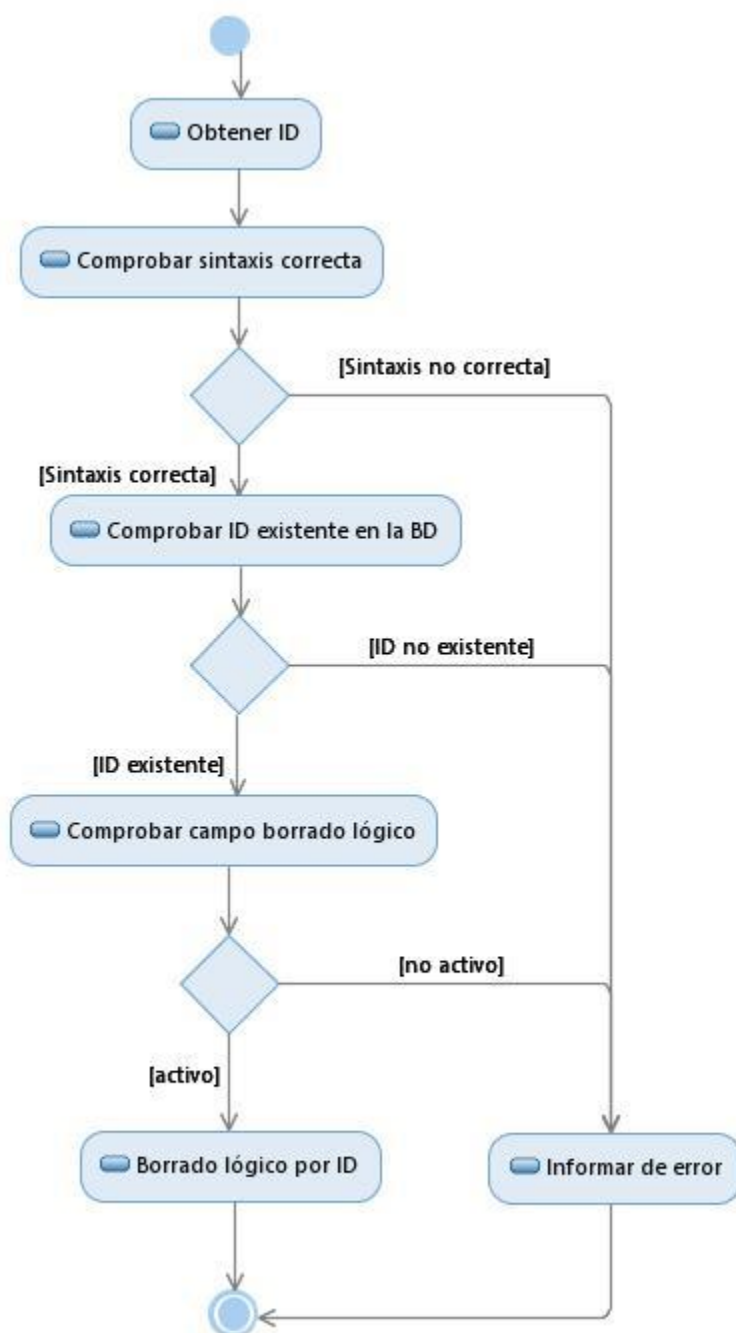 Obtener ID
Comprobar sintaxis correcta
[Sintaxis no correcta]
[Sintaxis correcta]
Comprobar ID existente en la BD
[ID no existente]
[ID existente]
Comprobar campo borrado lógico
[no activo]
[activo]
Borrado lógico por ID
Informar de error